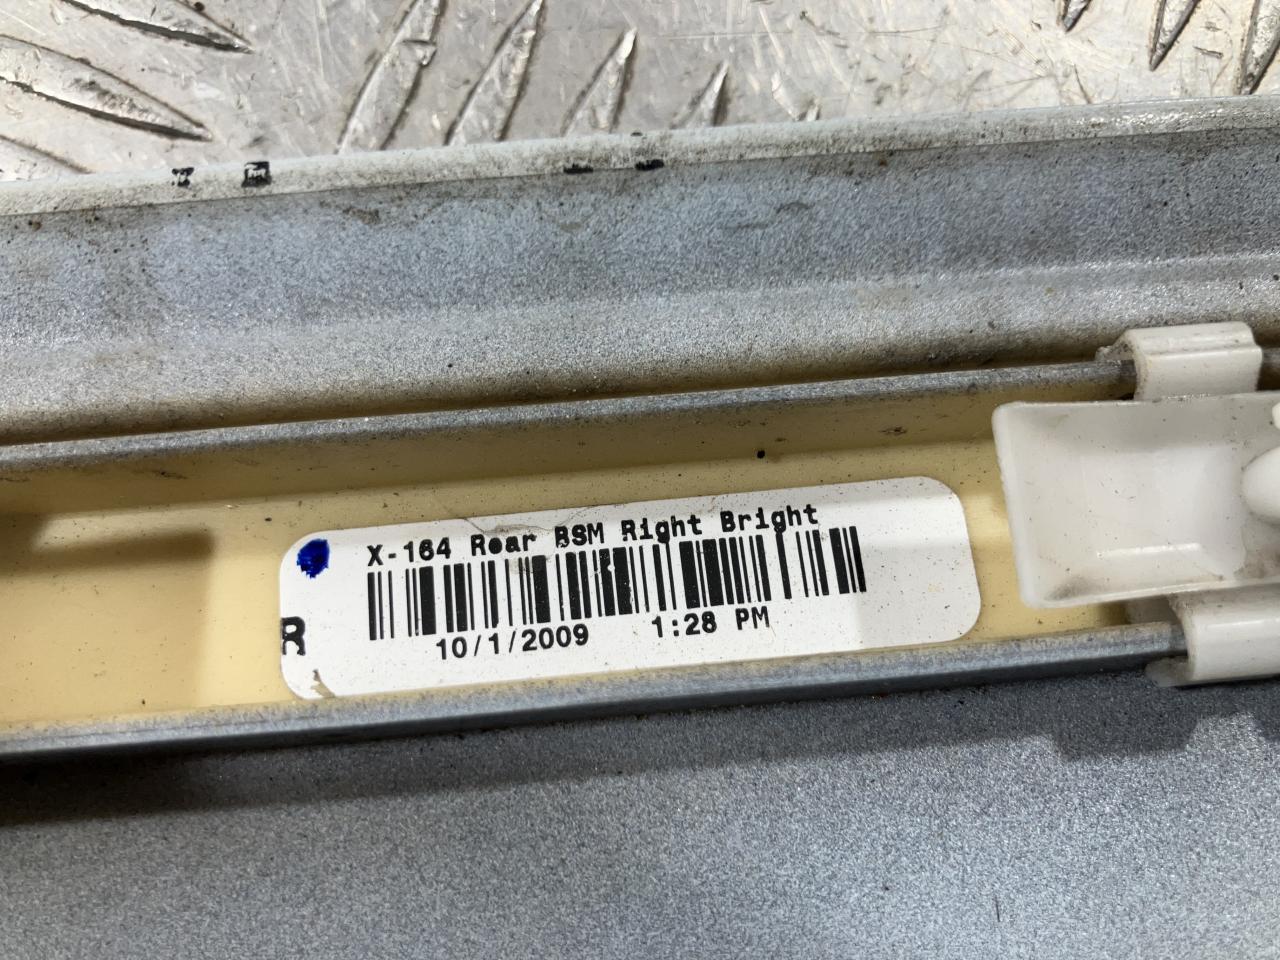 X-164 Rear BSM Right Bright
R
10/1/2009 1:28 PM